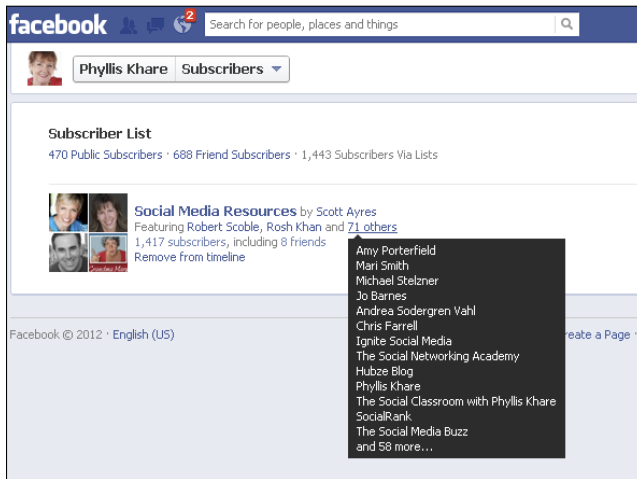 facebook
2
Search for people, places and things
Phyllis Khare Subscribers
Subscriber List
470 Public Subscribers · 688 Friend Subscribers · 1,443 Subscribers Via Lists
Social Media Resources by Scott Ayres
Featuring Robert Scoble, Rosh Khan and 71 others
1,417 subscribers, including 8 friends
Remove from timeline
Grandma Mary
Amy Porterfield
Mari Smith
Michael Stelzner
Jo Barnes
Andrea Sodergren Vahl
Chris Farrell
Ignite Social Media
The Social Networking Academy
Hubze Blog
Phyllis Khare
The Social Classroom with Phyllis Khare
SocialRank
The Social Media Buzz
and 58 more...
Facebook © 2012 · English (US)
reate a Page ·